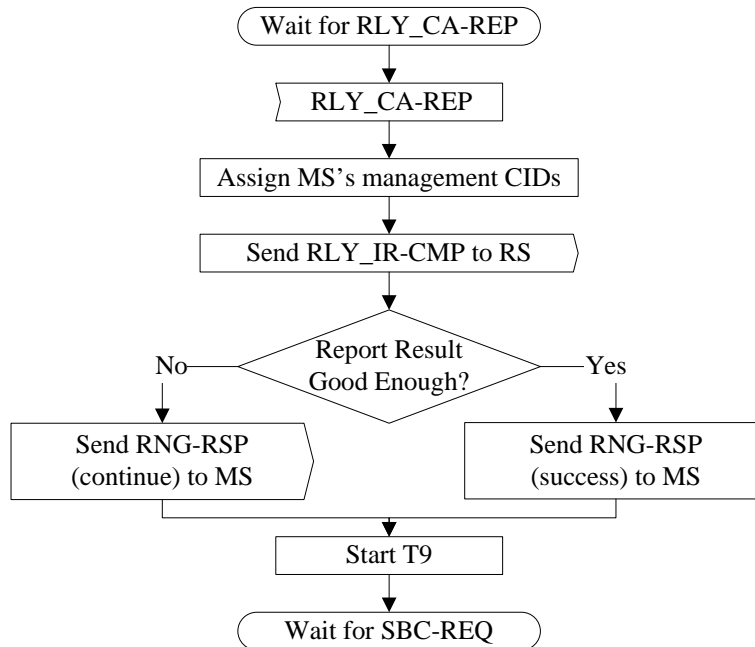 Wait for RLY_CA-REP
RLY_CA-REP
Assign MS's management CIDs
Send RLY_IR-CMP to RS
Report Result
Good Enough?
No
Yes
Send RNG-RSP
(continue) to MS
Send RNG-RSP
(success) to MS
Start T9
Wait for SBC-REQ